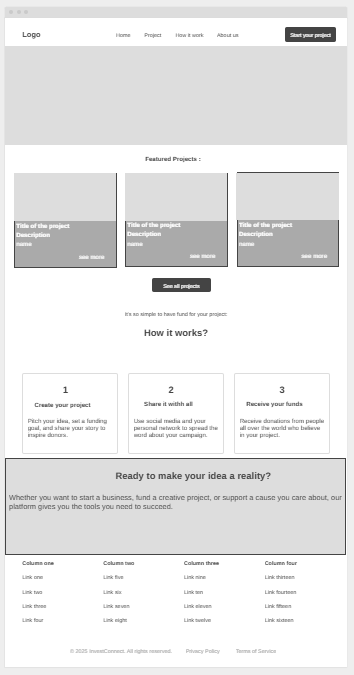 Logo
Home Project How it work About us
Start your project
Featured Projects :
Title of the project
Description
name
see more
Title of the project
Description
name
see more
Title of the project
Description
name
see more
See all projects
It's so simple to have fund for your project
How it works?
1
Create your project
Pitch your idea, set a funding
goal, and share your story to
inspire donors.
2
Share it withh all
Use social media and your
personal network to spread the
word about your campaign.
3
Receive your funds
Receive donations from people
all over the world who believe
in your project.
Ready to make your idea a reality?
Whether you want to start a business, fund a creative project, or support a cause you care about, our
platform gives you the tools you need to succeed.
Column one Column two Column three Column four
Link one Link five Link nine Link thirteen
Link two Link six Link ten Link fourteen
Link three Link seven Link eleven Link fifteen
Link four Link eight Link twelve Link sixteen
© 2025 InvestConnect. All rights reserved. Privacy Policy Terms of Service